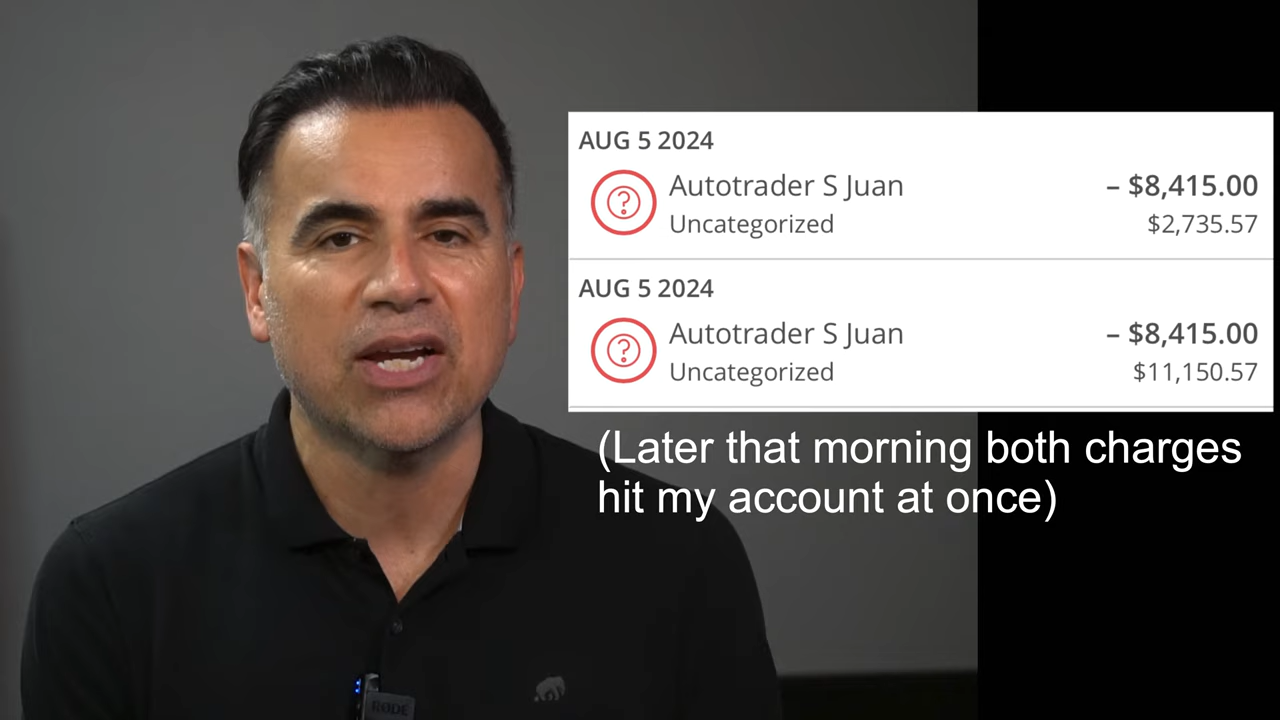 AUG 5 2024
Autotrader S Juan – $8,415.00
Uncategorized $2,735.57
AUG 5 2024
Autotrader S Juan – $8,415.00
Uncategorized $11,150.57
(Later that morning both charges
hit my account at once)
RØDE